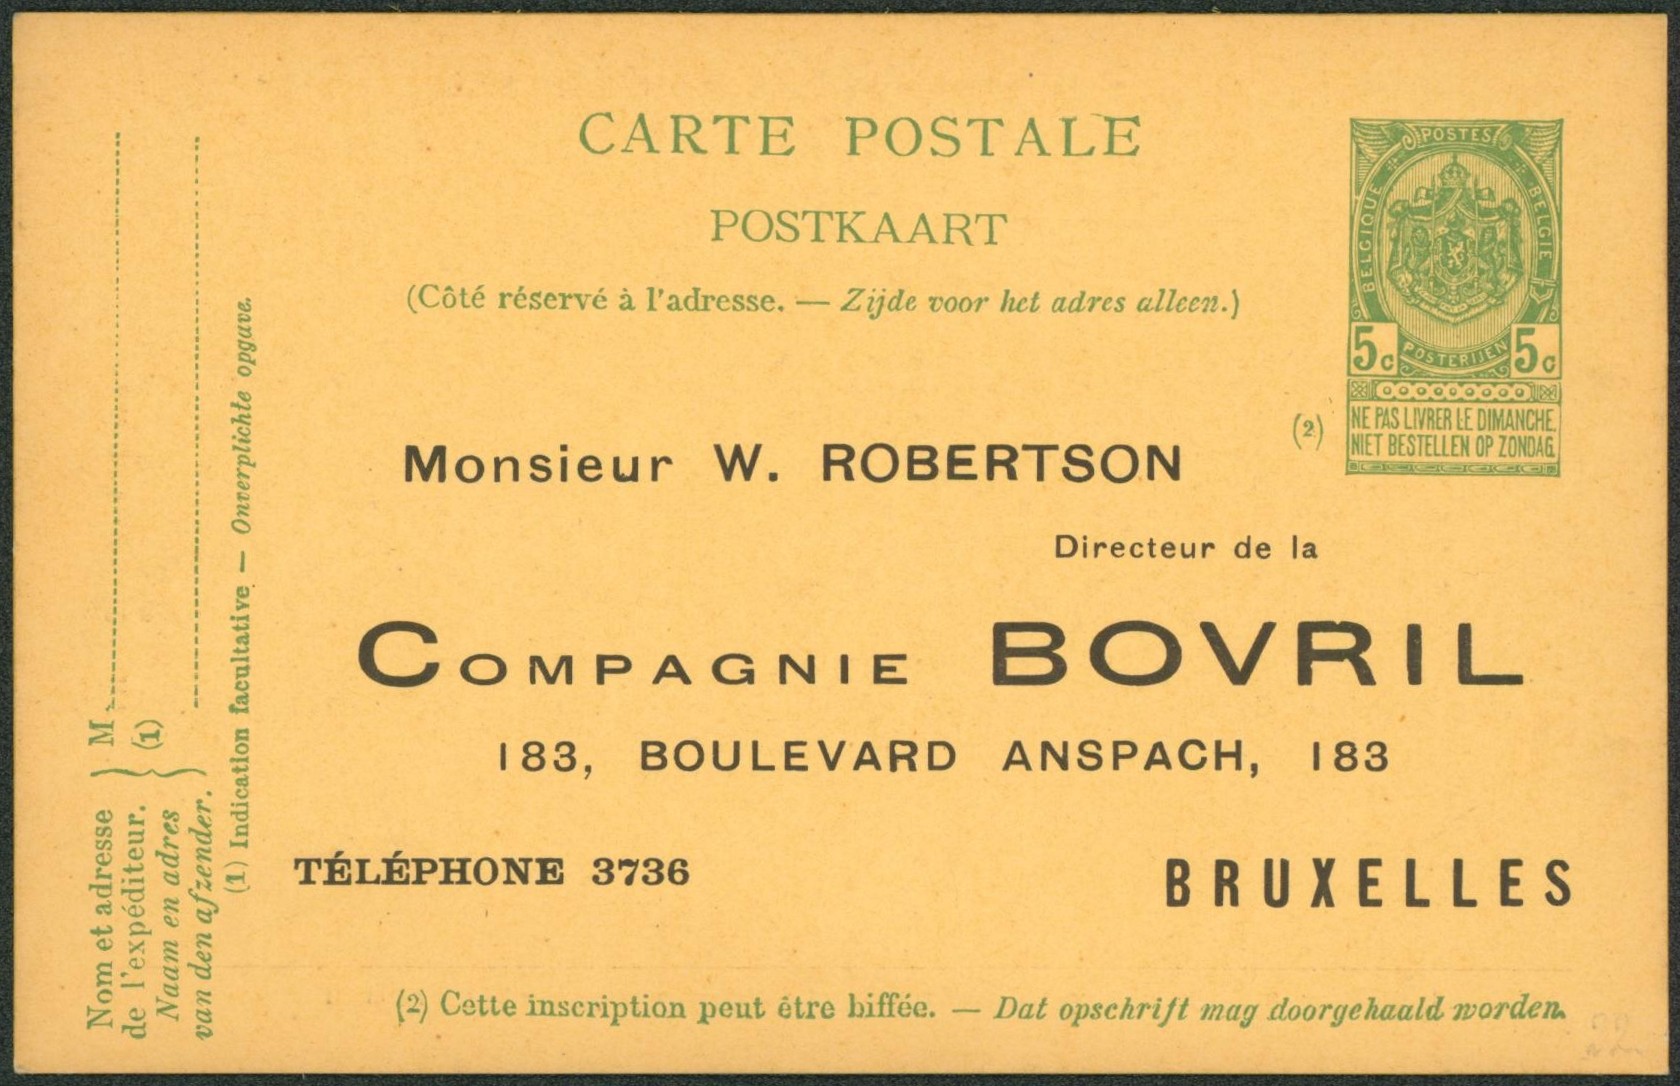 CARTE POSTALE
POSTKAART
(Côté réservé à l'adresse. — Zijde voor het adres alleen.)
POSTES
BELGIQUE
BELGIE
5c POSTERIJEN 5c
(2)
NE PAS LIVRER LE DIMANCHE.
NIET BESTELLEN OP ZONDAG.
Monsieur W. ROBERTSON
Directeur de la
COMPAGNIE BOVRIL
183, BOULEVARD ANSPACH, 183
TÉLÉPHONE 3736
BRUXELLES
(2) Cette inscription peut être biffée. — Dat opschrift mag doorgehaald worden.
Nom et adresse
de l'expéditeur.
Naam en adres
van den afzender.
M
(1)
(1) Indication facultative — Onverplichte opgave.